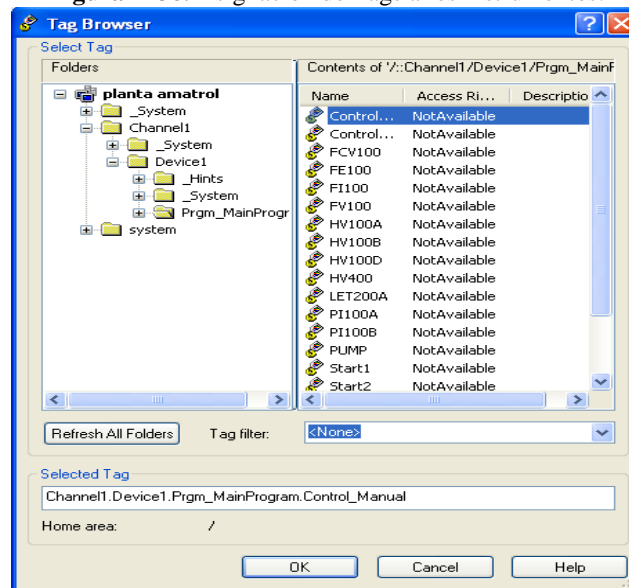 Tag Browser
Select Tag
Folders
Contents of '/::Channel1/Device1/Prgm_MainF
planta amatrol
_System
Channel1
_System
Device1
_Hints
_System
Prgm_MainProgr
system
Name Access Ri... Descriptio
Control... NotAvailable
Control... NotAvailable
FCV100 NotAvailable
FE100 NotAvailable
FI100 NotAvailable
FV100 NotAvailable
HV100A NotAvailable
HV100B NotAvailable
HV100D NotAvailable
HV400 NotAvailable
LET200A NotAvailable
PI100A NotAvailable
PI100B NotAvailable
PUMP NotAvailable
Start1 NotAvailable
Start2 NotAvailable
Refresh All Folders Tag filter: <None>
Selected Tag
Channel1.Device1.Prgm_MainProgram.Control_Manual
Home area: /
OK Cancel Help